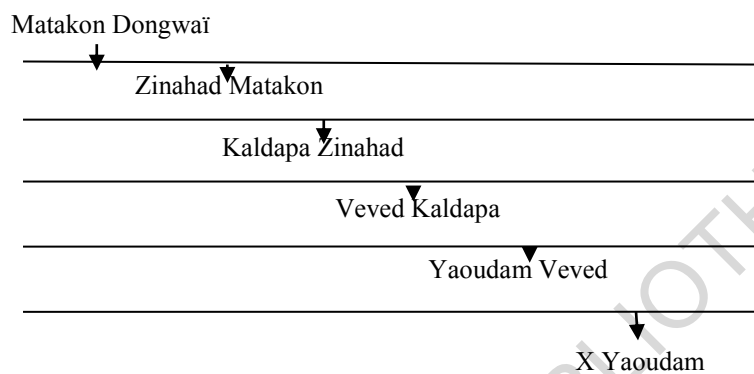 Matakon Dongwaï
Zinahad Matakon
Kaldapa Zinahad
Veved Kaldapa
Yaoudam Veved
X Yaoudam